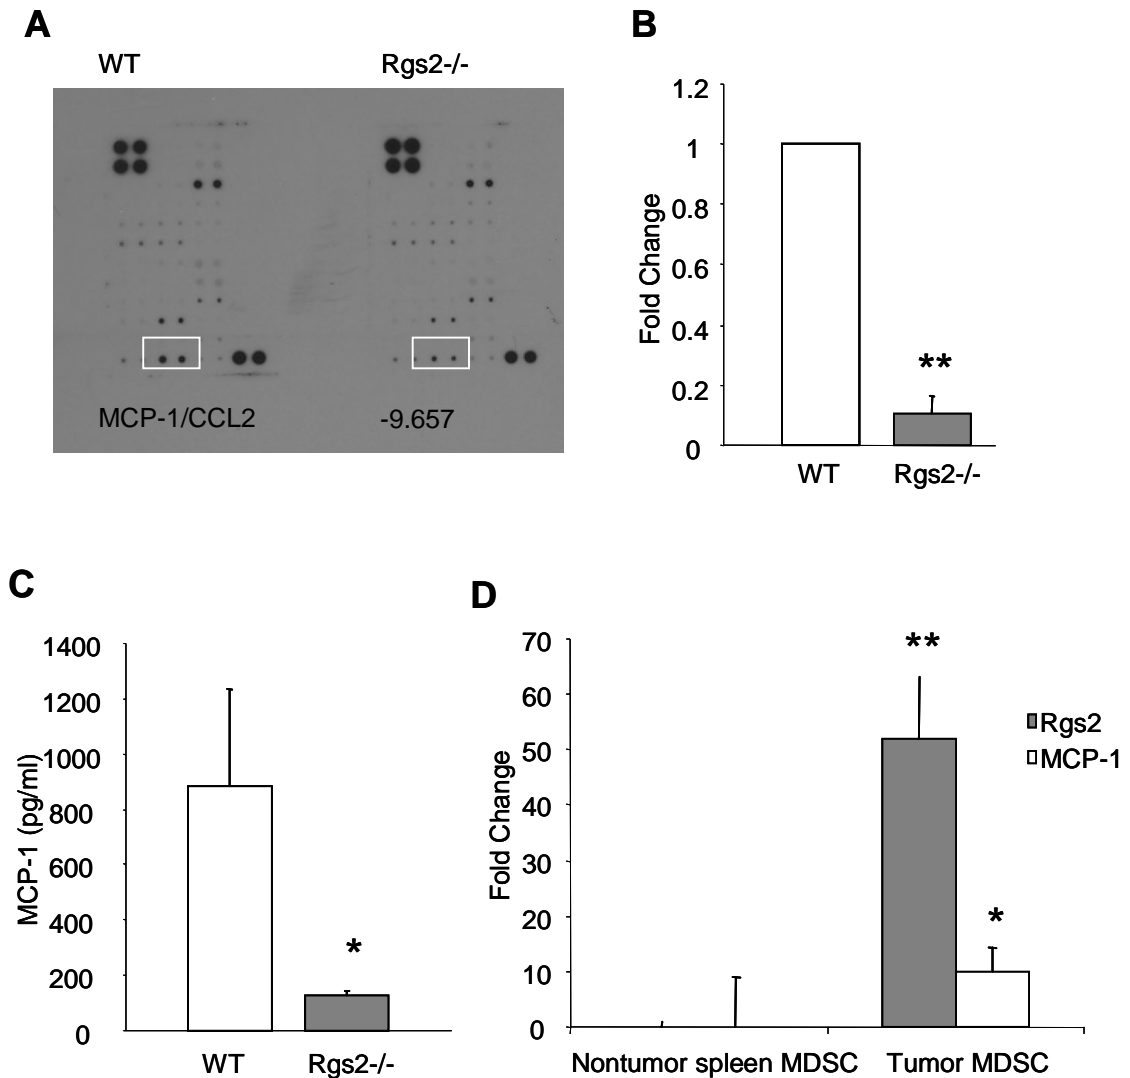 A
WT Rgs2-/-
MCP-1/CCL2 -9.657
B
Fold Change
1.2
1
0.8
0.6
0.4
0.2
0
**
WT Rgs2-/-
C
MCP-1 (pg/ml)
1400
1200
1000
800
600
400
200
0
*
WT Rgs2-/-
D
Fold Change
70
60
50
40
30
20
10
0
**
*
Rgs2
MCP-1
Nontumor spleen MDSC Tumor MDSC